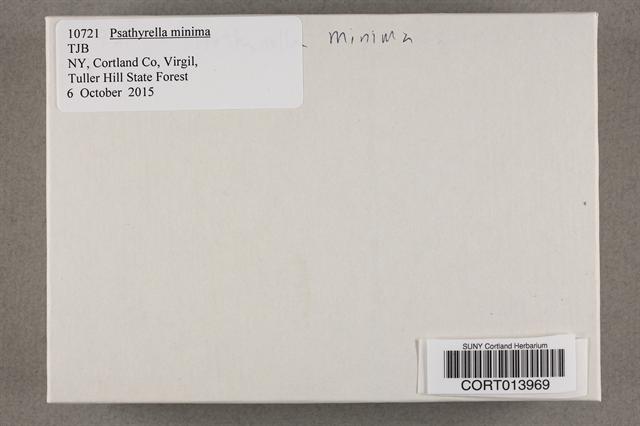 10721 Psathyrella minima
TJB
NY, Cortland Co, Virgil,
Tuller Hill State Forest
6 October 2015
minima
SUNY Cortland Herbarium
CORT013969